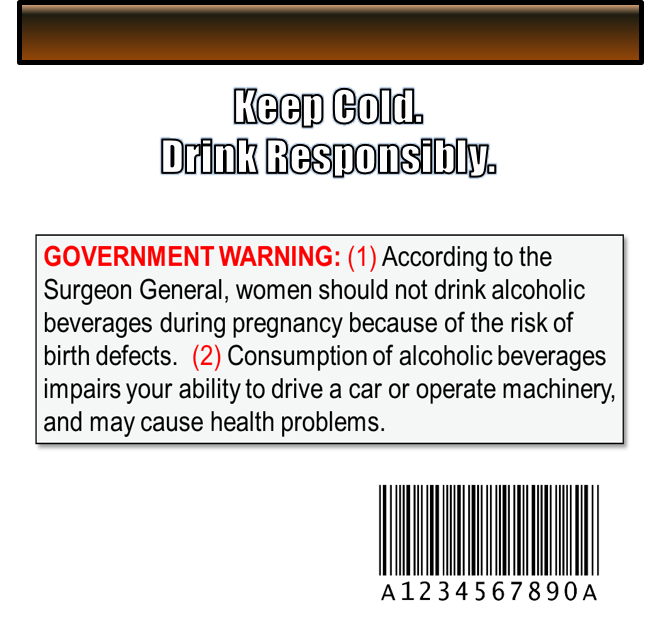 Keep Cold.
Drink Responsibly.
GOVERNMENT WARNING: (1) According to the
Surgeon General, women should not drink alcoholic
beverages during pregnancy because of the risk of
birth defects. (2) Consumption of alcoholic beverages
impairs your ability to drive a car or operate machinery,
and may cause health problems.
A1234567890A